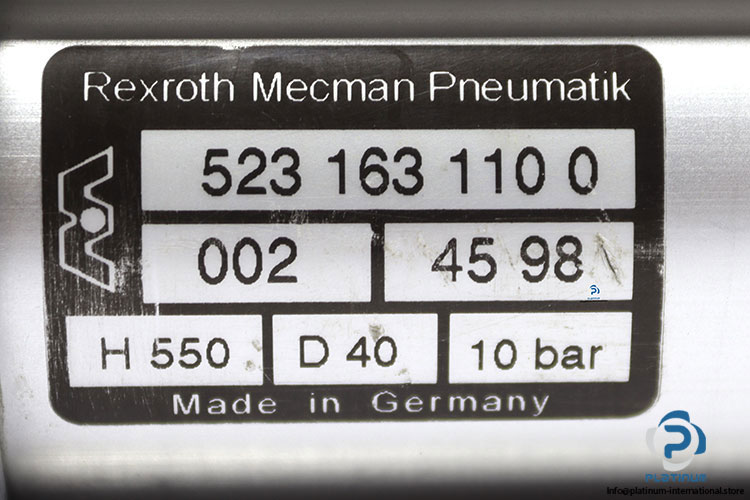 Rexroth Mecman Pneumatik
523 163 110 0
002 45 98
H 550 D 40 10 bar
Made in Germany
PLATINUM
Info@platinum-international.store